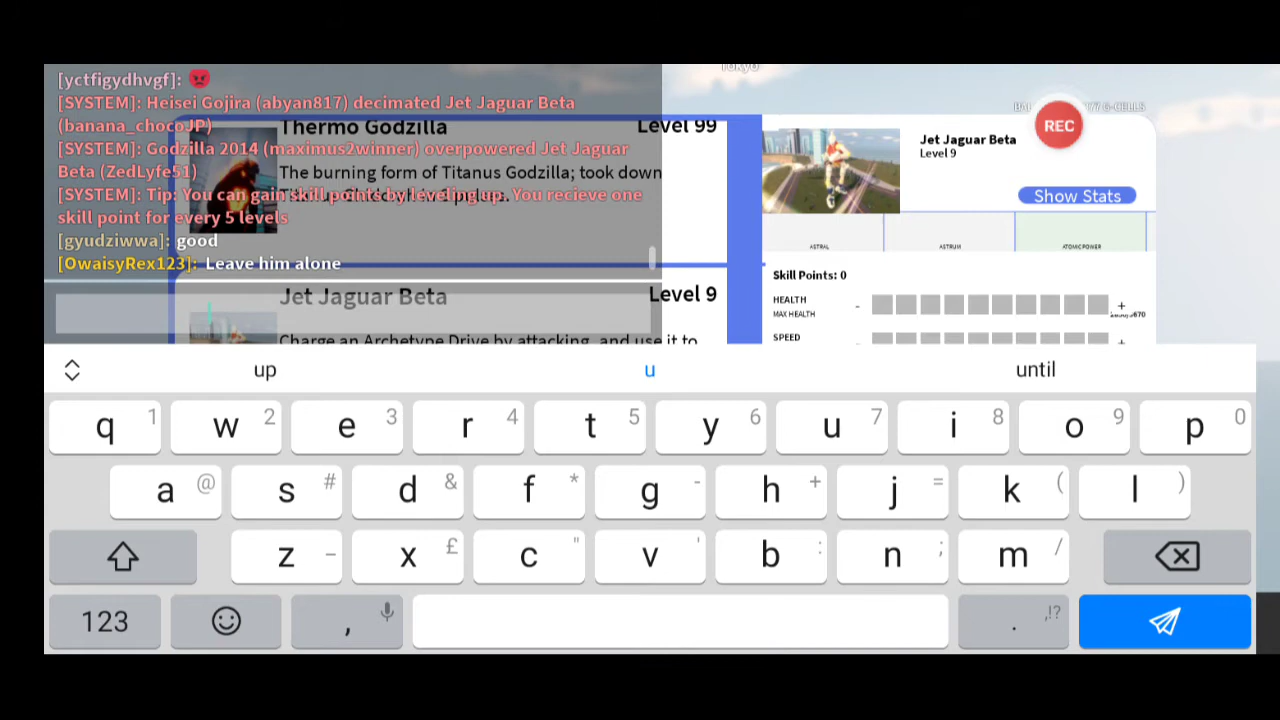 [yctfigydhvgf]: 😡
[SYSTEM]: Heisei Gojira (abyan817) decimated Jet Jaguar Beta
(banana_chocoJP)
[SYSTEM]: Godzilla 2014 (maximus2winner) overpowered Jet Jaguar
Beta (ZedLyfe51)
[SYSTEM]: Tip: You can gain skill points by leveling up. You recieve one
skill point for every 5 levels
[gyudziwwa]: good
[OwaisyRex123]: Leave him alone
Thermo Godzilla
Level 99
The burning form of Titanus Godzilla; took down
Jet Jaguar Beta
Level 9
Charge an Archetype Drive by attacking, and use it to
Tokyo
G-CELLS
REC
Jet Jaguar Beta
Level 9
Show Stats
ASTRAL
ASTRUM
ATOMIC POWER
Skill Points: 0
HEALTH
- +
MAX HEALTH
SPEED
- +
up
u
until
q 1 w 2 e 3 r 4 t 5 y 6 u 7 i 8 o 9 p 0
a @ s # d & f * g - h + j = k ( l )
z _ x £ c " v ' b : n ; m /
123 , . ,!?